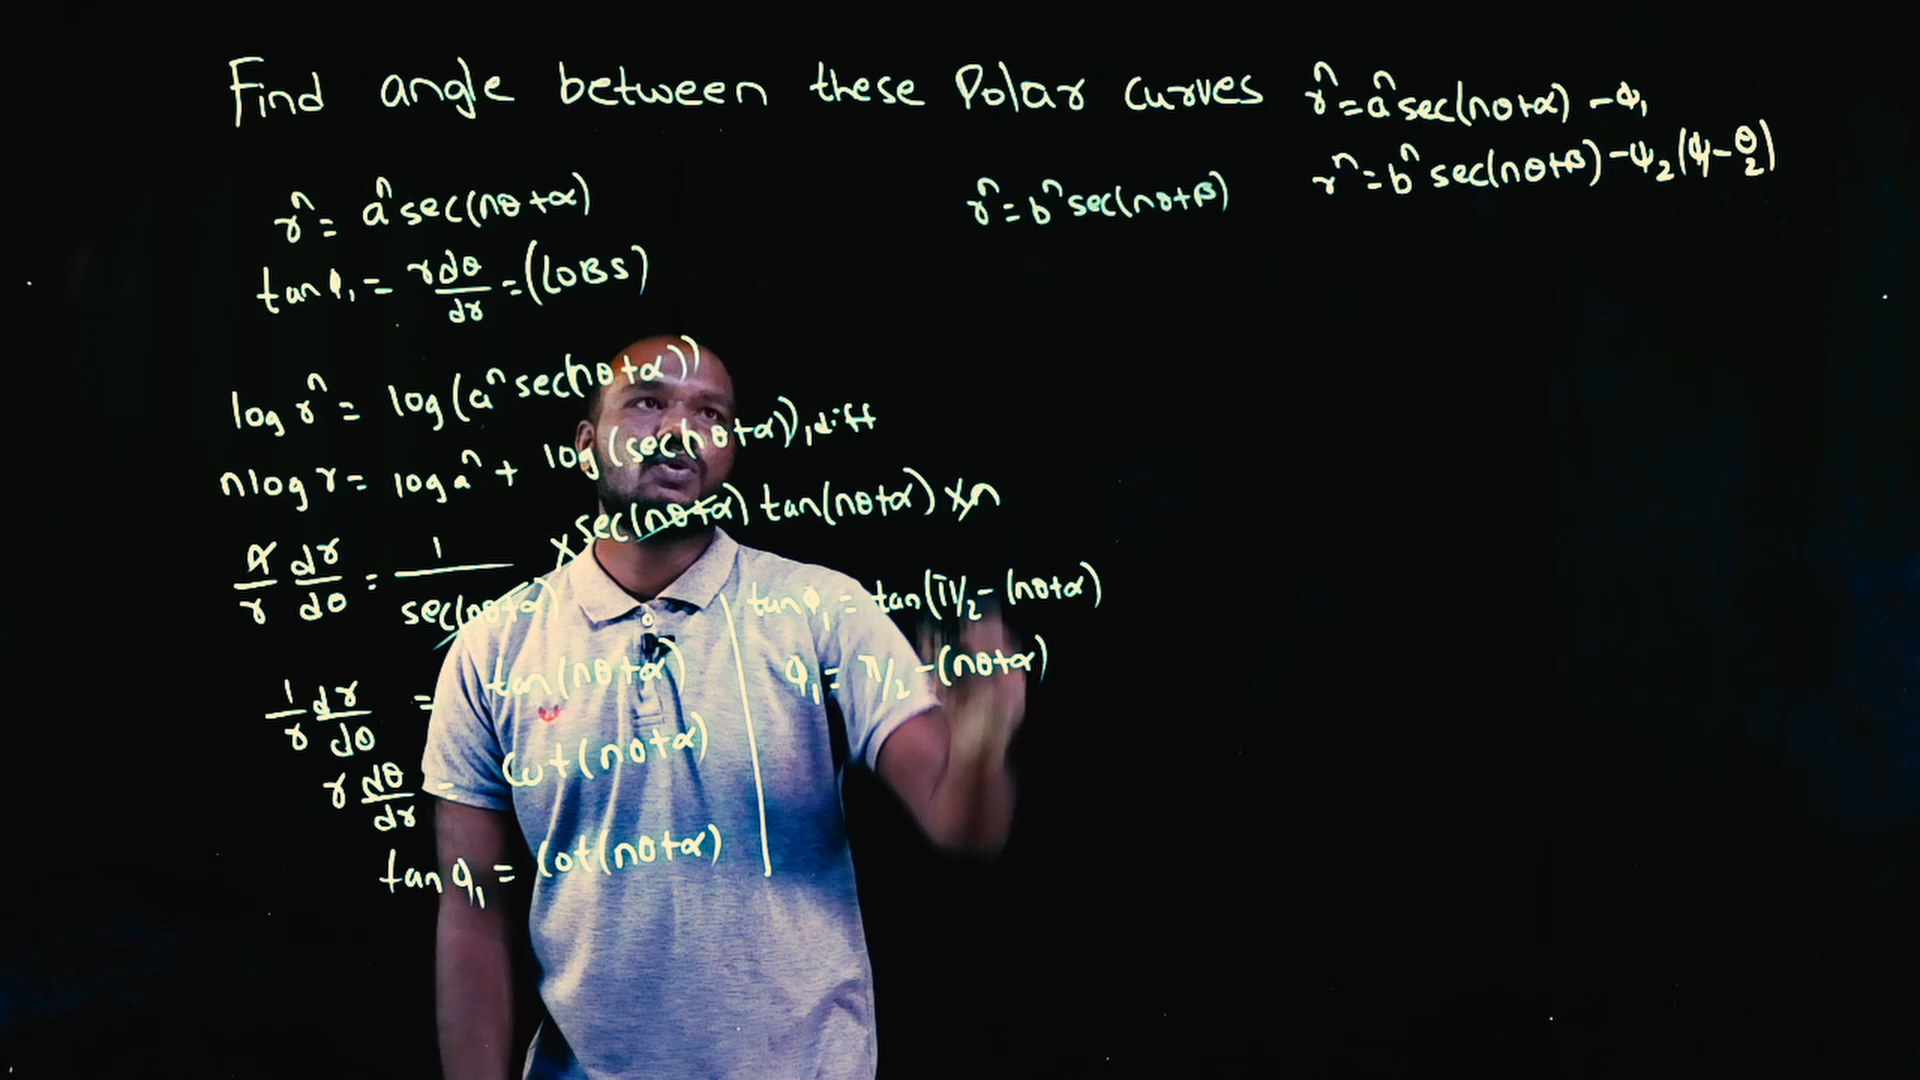 Find angle between these Polar curves rⁿ = aⁿ sec(nθ+α) – φ₁
rⁿ = bⁿ sec(nθ+β) – φ₂ (φ₁ – φ₂)
rⁿ = aⁿ sec(nθ+α)
tan φ₁ = r dθ/dr = (LOBS)
log rⁿ = log (aⁿ sec(nθ+α))
n log r = log aⁿ + log (sec(nθ+α)), diff
n/r dr/dθ = 1/sec(nθ+α) × sec(nθ+α) tan(nθ+α) × n
1/r dr/dθ = tan(nθ+α)
r dθ/dr = Cot(nθ+α)
tan φ₁ = Cot(nθ+α)
tan φ₁ = tan(π/2 – (nθ+α)
φ₁ = π/2 – (nθ+α)
rⁿ = bⁿ sec(nθ+β)